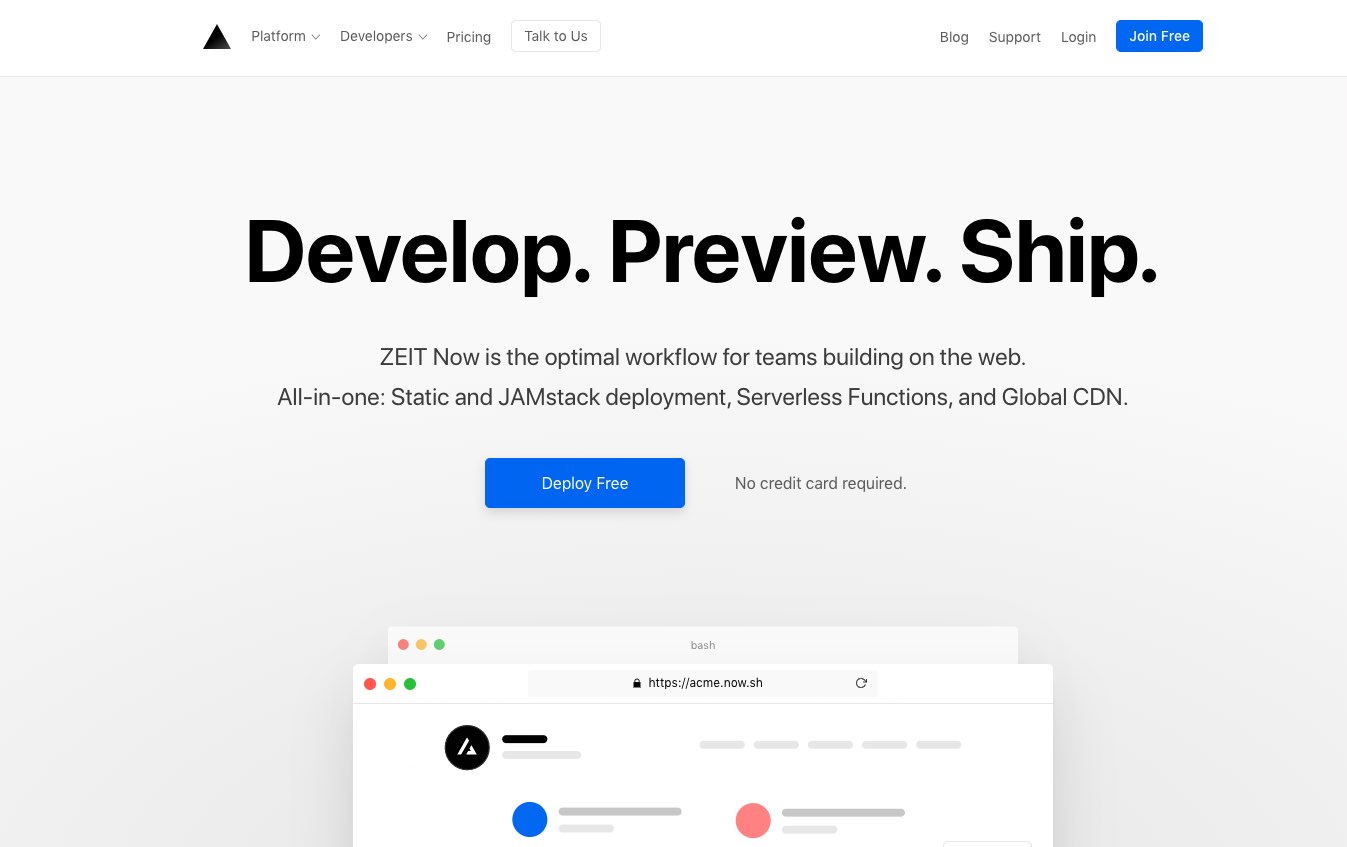 Platform Developers Pricing Talk to Us Blog Support Login Join Free
Develop. Preview. Ship.
ZEIT Now is the optimal workflow for teams building on the web.
All-in-one: Static and JAMstack deployment, Serverless Functions, and Global CDN.
Deploy Free No credit card required.
bash
https://acme.now.sh